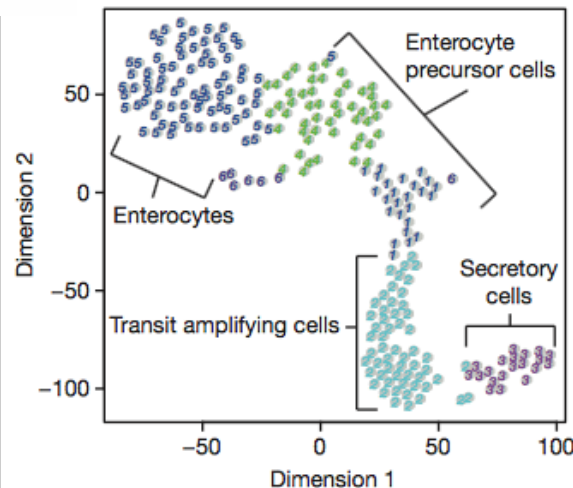 Enterocyte
precursor cells
Enterocytes
Secretory
cells
Transit amplifying cells
Dimension 2
50
0
−50
−100
−50
0
50
100
Dimension 1